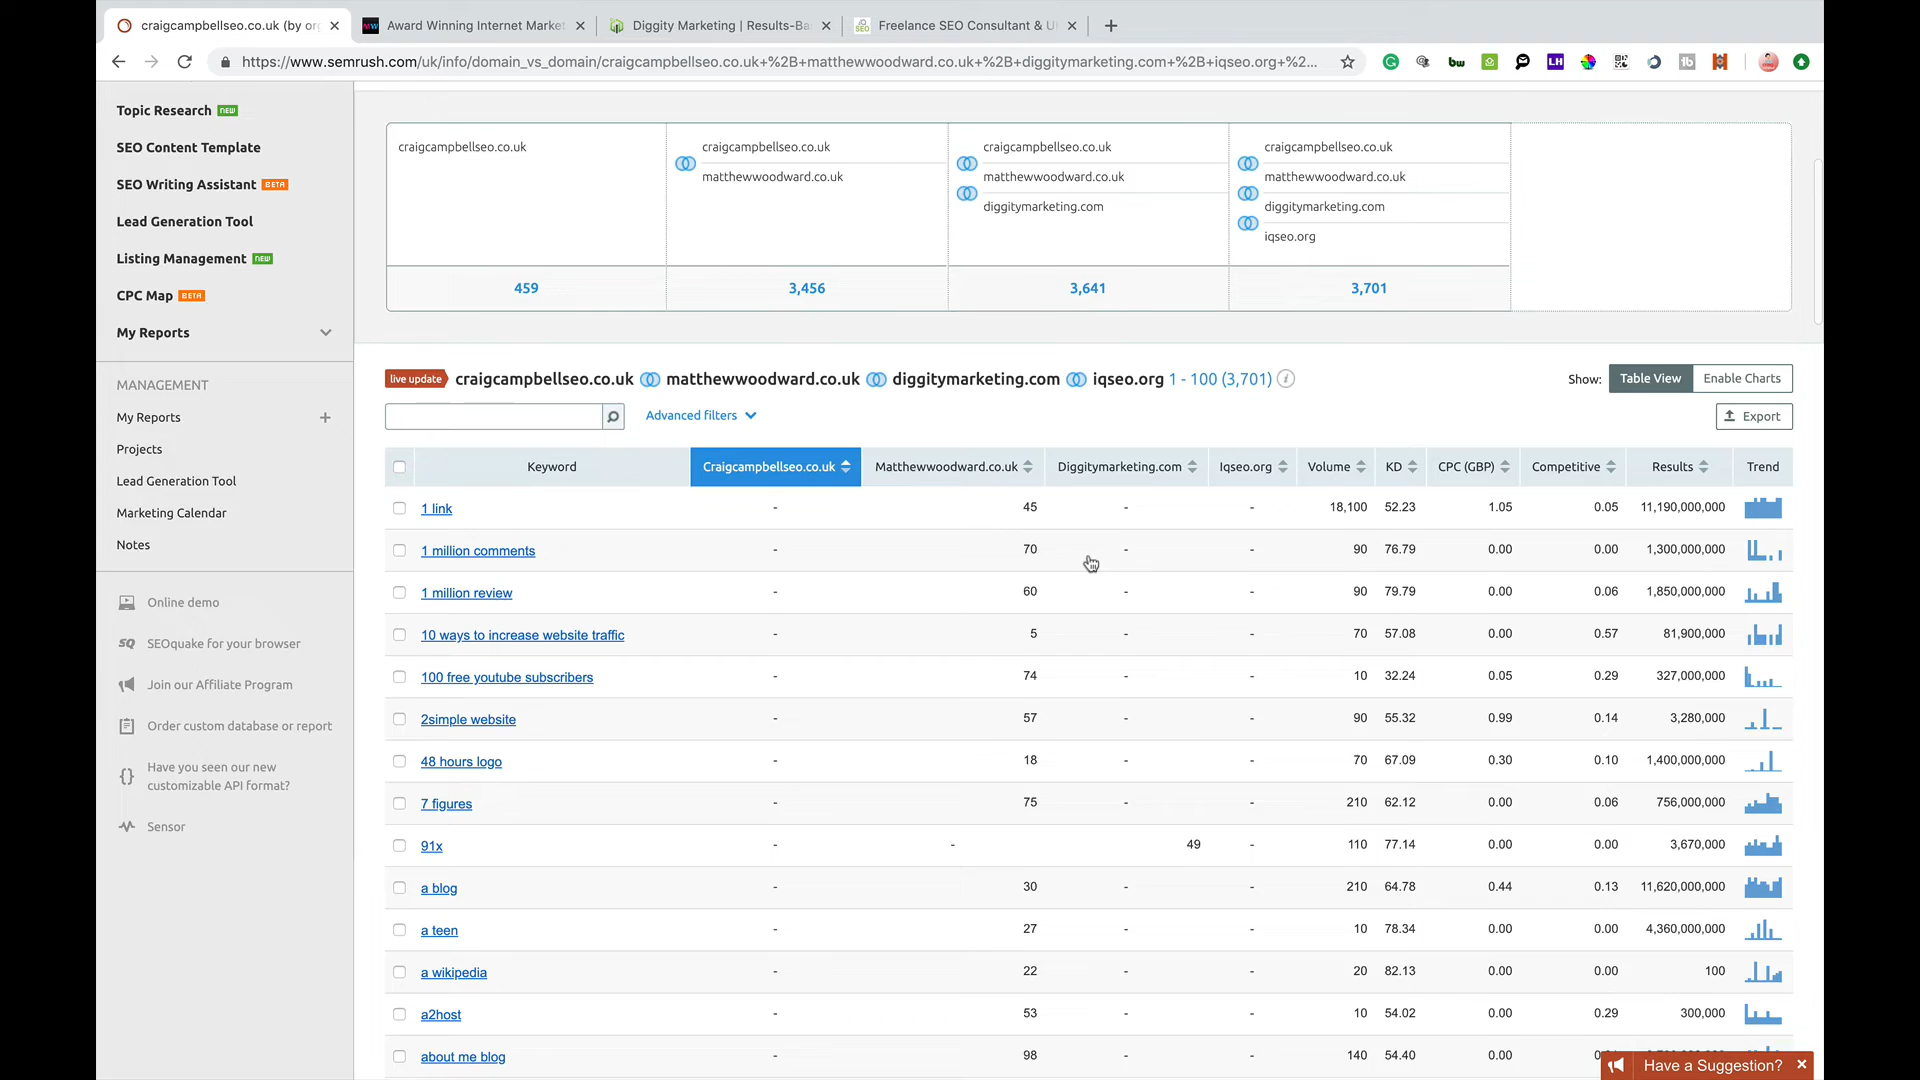 craigcampbellseo.co.uk (by org
Award Winning Internet Market
Diggity Marketing | Results-Ba
Freelance SEO Consultant & U
https://www.semrush.com/uk/info/domain_vs_domain/craigcampbellseo.co.uk+%2B+matthewwoodward.co.uk+%2B+diggitymarketing.com+%2B+iqseo.org+%2...
Topic Research NEW
SEO Content Template
SEO Writing Assistant BETA
Lead Generation Tool
Listing Management NEW
CPC Map BETA
My Reports
MANAGEMENT
My Reports +
Projects
Lead Generation Tool
Marketing Calendar
Notes
Online demo
SQ SEOquake for your browser
Join our Affiliate Program
Order custom database or report
Have you seen our new
customizable API format?
Sensor
craigcampbellseo.co.uk
459
craigcampbellseo.co.uk
matthewwoodward.co.uk
3,456
craigcampbellseo.co.uk
matthewwoodward.co.uk
diggitymarketing.com
3,641
craigcampbellseo.co.uk
matthewwoodward.co.uk
diggitymarketing.com
iqseo.org
3,701
live update craigcampbellseo.co.uk matthewwoodward.co.uk diggitymarketing.com iqseo.org 1 - 100 (3,701) i
Show: Table View Enable Charts
Advanced filters
Export
Keyword Craigcampbellseo.co.uk Matthewwoodward.co.uk Diggitymarketing.com Iqseo.org Volume KD CPC (GBP) Competitive Results Trend
1 link - 45 - - 18,100 52.23 1.05 0.05 11,190,000,000
1 million comments - 70 - - 90 76.79 0.00 0.00 1,300,000,000
1 million review - 60 - - 90 79.79 0.00 0.06 1,850,000,000
10 ways to increase website traffic - 5 - - 70 57.08 0.00 0.57 81,900,000
100 free youtube subscribers - 74 - - 10 32.24 0.05 0.29 327,000,000
2simple website - 57 - - 90 55.32 0.99 0.14 3,280,000
48 hours logo - 18 - - 70 67.09 0.30 0.10 1,400,000,000
7 figures - 75 - - 210 62.12 0.00 0.06 756,000,000
91x - - 49 - 110 77.14 0.00 0.00 3,670,000
a blog - 30 - - 210 64.78 0.44 0.13 11,620,000,000
a teen - 27 - - 10 78.34 0.00 0.00 4,360,000,000
a wikipedia - 22 - - 20 82.13 0.00 0.00 100
a2host - 53 - - 10 54.02 0.00 0.29 300,000
about me blog - 98 - - 140 54.40 0.00
Have a Suggestion?